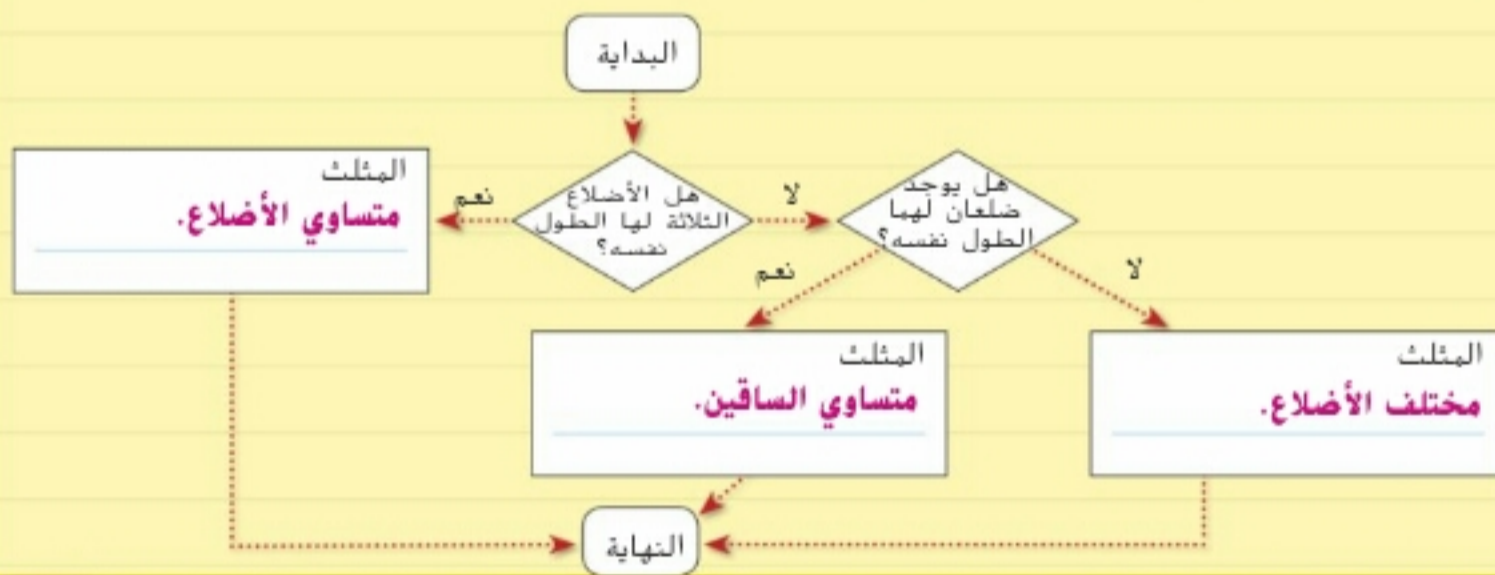 البداية
هل الأضلاع
الثلاثة لها الطول
نفسه؟
نعم
المثلث
متساوي الأضلاع.
لا
هل يوجد
ضلعان لهما
الطول نفسه؟
نعم
المثلث
متساوي الساقين.
لا
المثلث
مختلف الأضلاع.
النهاية